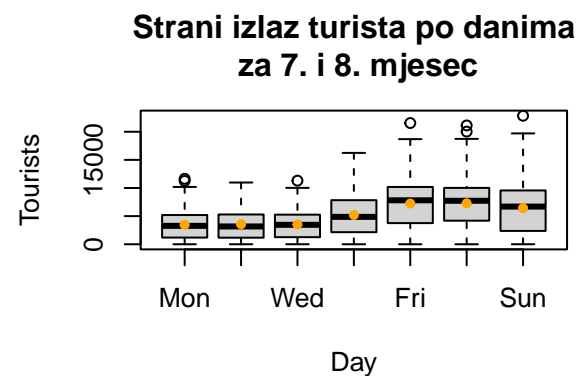 Strani izlaz turista po danima
za 7. i 8. mjesec
Tourists
15000
0
Mon Wed Fri Sun
Day